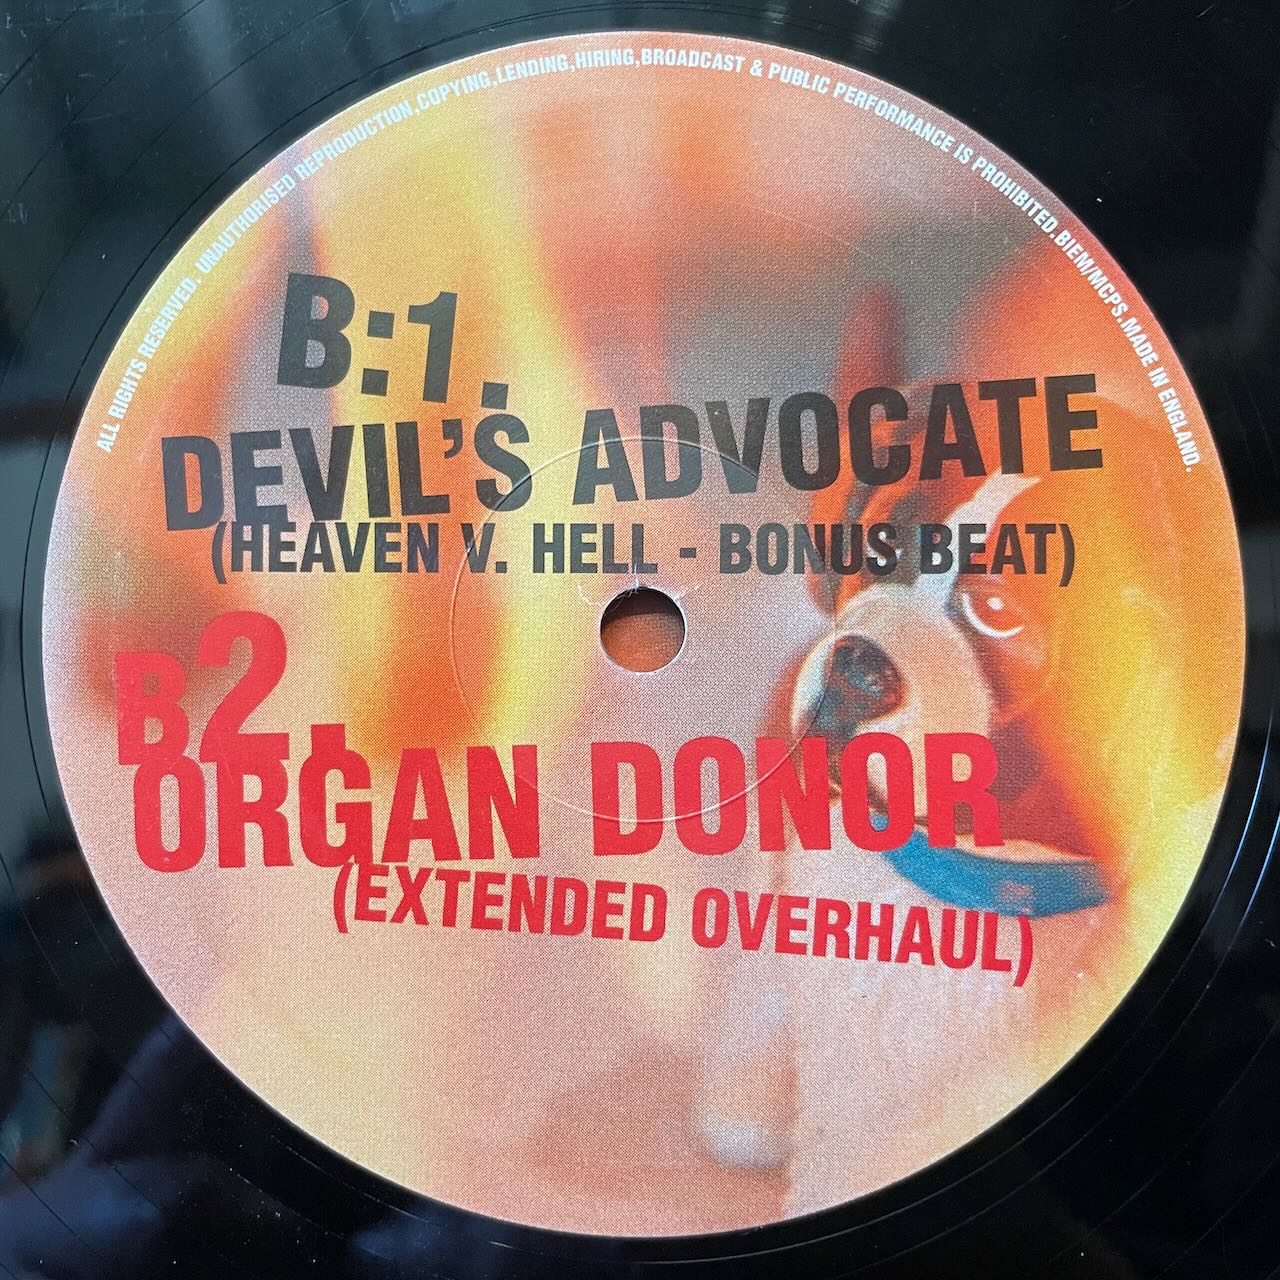 ALL RIGHTS RESERVED. UNAUTHORISED REPRODUCTION,COPYING,LENDING,HIRING,BROADCAST & PUBLIC PERFORMANCE IS PROHIBITED.BIEM/MCPS.MADE IN ENGLAND.
B:1.
DEVIL'S ADVOCATE
(HEAVEN V. HELL - BONUS BEAT)
B2.
ORGAN DONOR
(EXTENDED OVERHAUL)